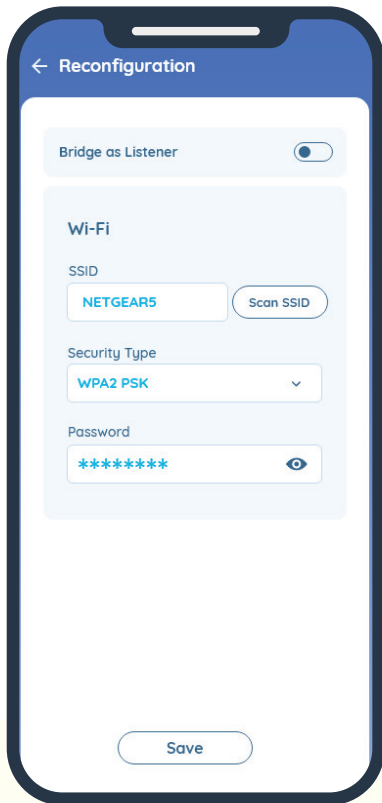 Reconfiguration
Bridge as Listener
Wi-Fi
SSID
NETGEAR5
Scan SSID
Security Type
WPA2 PSK
Password
********
Save